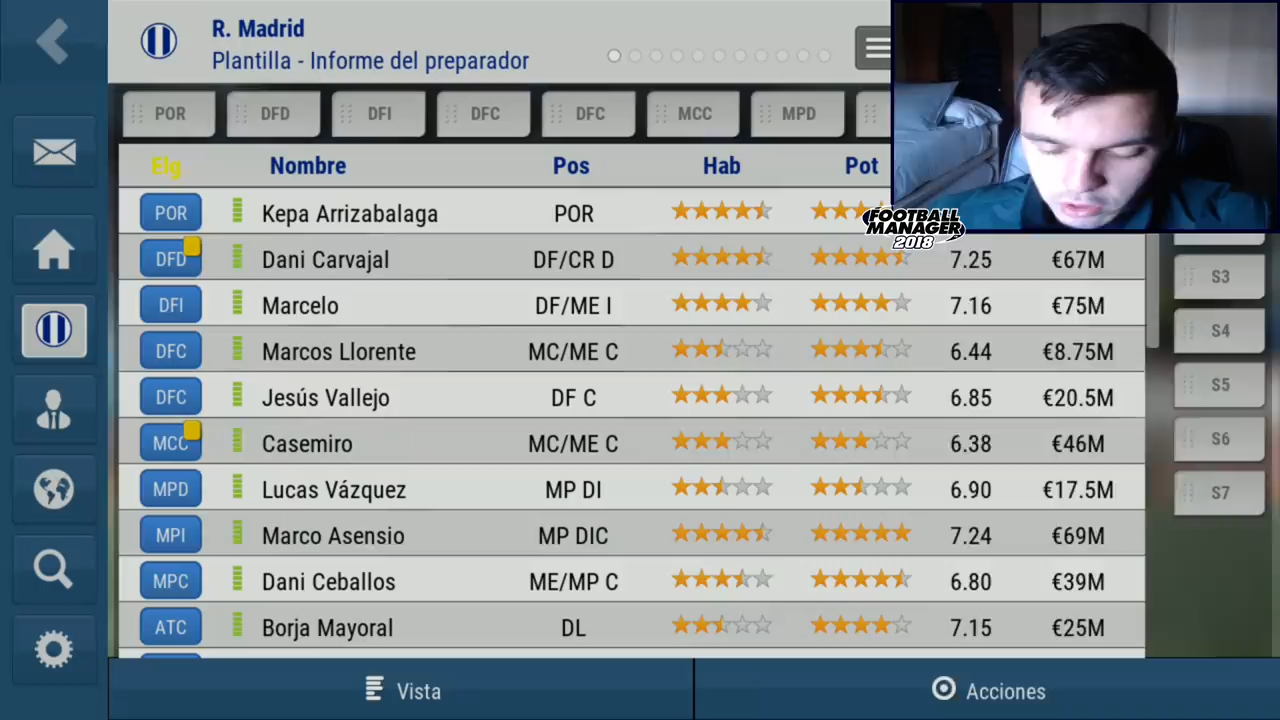 R. Madrid
Plantilla - Informe del preparador
POR DFD DFI DFC DFC MCC MPD
Elg Nombre Pos Hab Pot
POR Kepa Arrizabalaga POR
FOOTBALL
MANAGER
2018
DFD Dani Carvajal DF/CR D 7.25 €67M
S3
DFI Marcelo DF/ME I 7.16 €75M
S4
DFC Marcos Llorente MC/ME C 6.44 €8.75M
S5
DFC Jesús Vallejo DF C 6.85 €20.5M
S6
MCC Casemiro MC/ME C 6.38 €46M
MPD Lucas Vázquez MP DI 6.90 €17.5M
S7
MPI Marco Asensio MP DIC 7.24 €69M
MPC Dani Ceballos ME/MP C 6.80 €39M
ATC Borja Mayoral DL 7.15 €25M
Vista Acciones